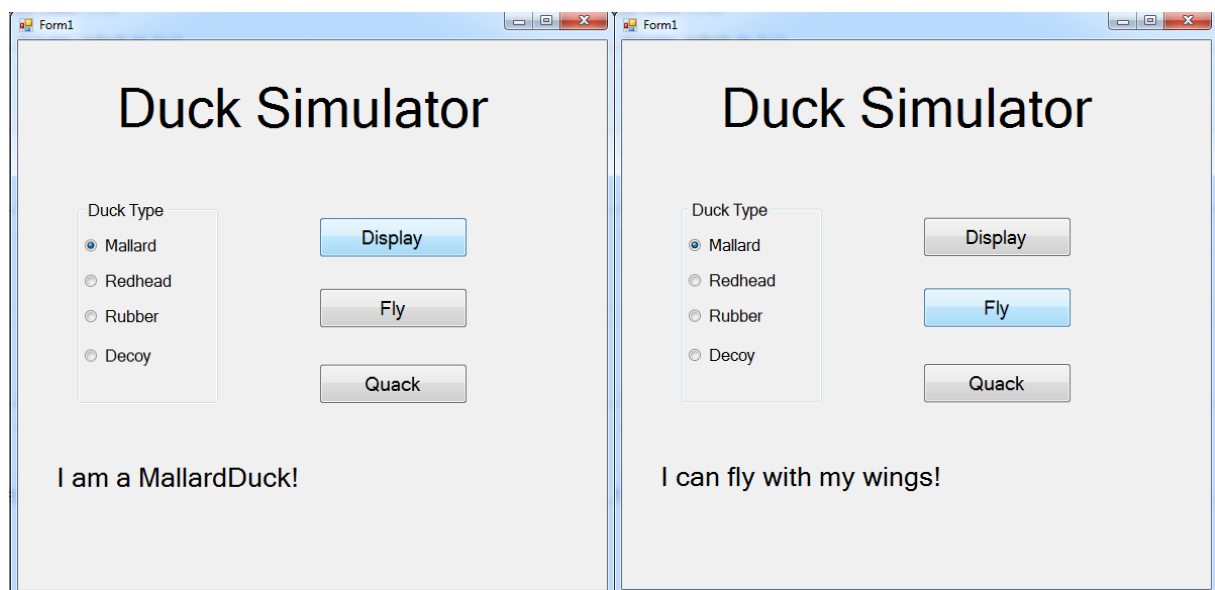 Form1
Duck Simulator
Duck Type
Mallard
Redhead
Rubber
Decoy
Display
Fly
Quack
I am a MallardDuck!
Form1
Duck Simulator
Duck Type
Mallard
Redhead
Rubber
Decoy
Display
Fly
Quack
I can fly with my wings!